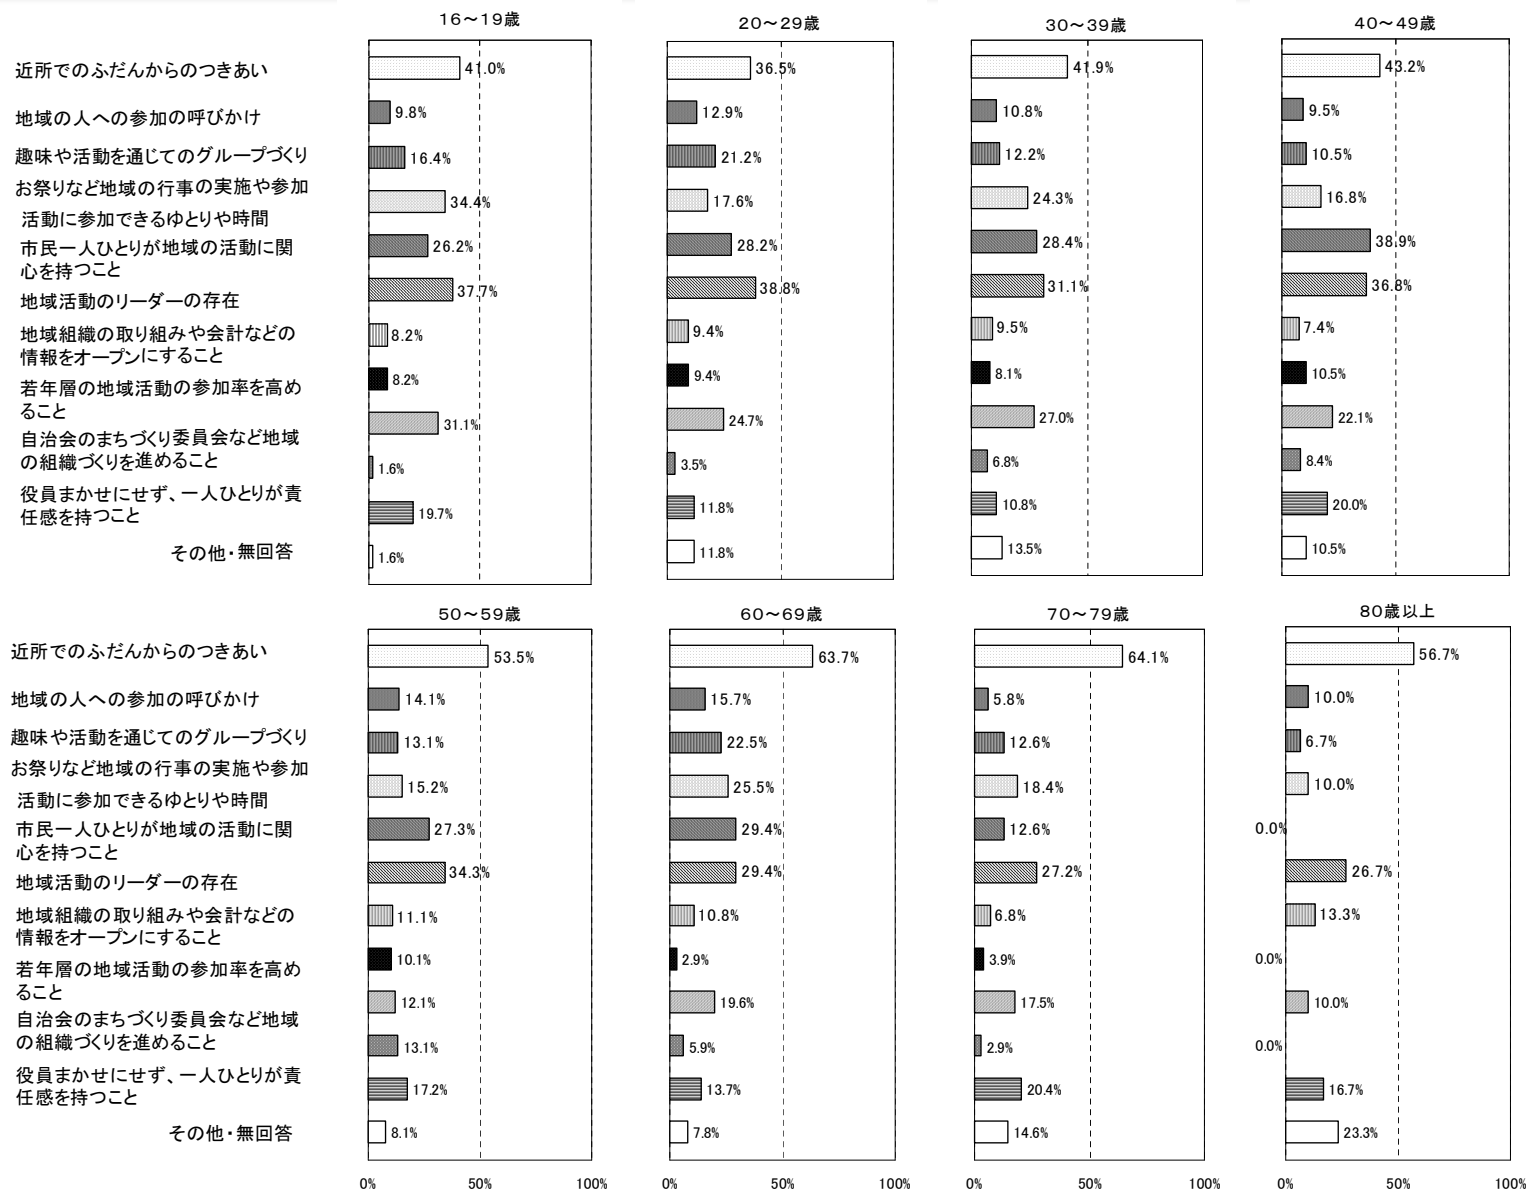 16～19歳
20～29歳
30～39歳
40～49歳
近所でのふだんからのつきあい
41.0%
36.5%
41.9%
43.2%
地域の人への参加の呼びかけ
9.8%
12.9%
10.8%
9.5%
趣味や活動を通じてのグループづくり
16.4%
21.2%
12.2%
10.5%
お祭りなど地域の行事の実施や参加
34.4%
17.6%
24.3%
16.8%
活動に参加できるゆとりや時間
26.2%
28.2%
28.4%
38.9%
市民一人ひとりが地域の活動に関
心を持つこと
37.7%
38.8%
31.1%
36.8%
地域活動のリーダーの存在
8.2%
9.4%
9.5%
7.4%
地域組織の取り組みや会計などの
情報をオープンにすること
8.2%
9.4%
8.1%
10.5%
若年層の地域活動の参加率を高め
ること
31.1%
24.7%
27.0%
22.1%
自治会のまちづくり委員会など地域
の組織づくりを進めること
1.6%
3.5%
6.8%
8.4%
役員まかせにせず、一人ひとりが責
任感を持つこと
19.7%
11.8%
10.8%
20.0%
その他・無回答
1.6%
11.8%
13.5%
10.5%
50～59歳
60～69歳
70～79歳
80歳以上
近所でのふだんからのつきあい
53.5%
63.7%
64.1%
56.7%
地域の人への参加の呼びかけ
14.1%
15.7%
5.8%
10.0%
趣味や活動を通じてのグループづくり
13.1%
22.5%
12.6%
6.7%
お祭りなど地域の行事の実施や参加
15.2%
25.5%
18.4%
10.0%
活動に参加できるゆとりや時間
27.3%
29.4%
12.6%
0.0%
市民一人ひとりが地域の活動に関
心を持つこと
34.3%
29.4%
27.2%
26.7%
地域活動のリーダーの存在
11.1%
10.8%
6.8%
13.3%
地域組織の取り組みや会計などの
情報をオープンにすること
10.1%
2.9%
3.9%
0.0%
若年層の地域活動の参加率を高め
ること
12.1%
19.6%
17.5%
10.0%
自治会のまちづくり委員会など地域
の組織づくりを進めること
13.1%
5.9%
2.9%
0.0%
役員まかせにせず、一人ひとりが責
任感を持つこと
17.2%
13.7%
20.4%
16.7%
その他・無回答
8.1%
7.8%
14.6%
23.3%
0% 50% 100%
0% 50% 100%
0% 50% 100%
0% 50% 100%